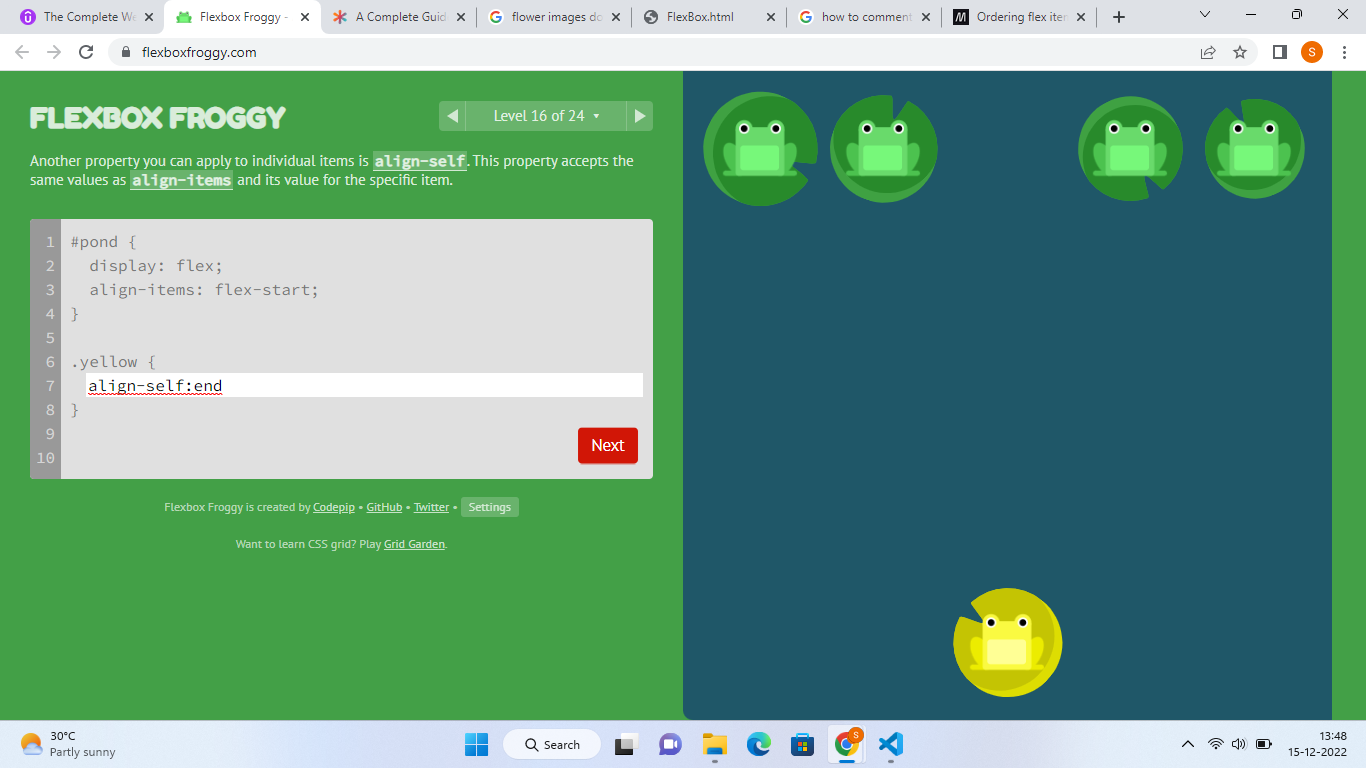 The Complete We
Flexbox Froggy -
A Complete Guid
flower images do
FlexBox.html
how to comment
Ordering flex iter
flexboxfroggy.com
S
FLEXBOX FROGGY
Level 16 of 24
Another property you can apply to individual items is align-self. This property accepts the
same values as align-items and its value for the specific item.
1 #pond {
2 display: flex;
3 align-items: flex-start;
4 }
5
6 .yellow {
7 align-self:end
8 }
9
10
Next
Flexbox Froggy is created by Codepip • GitHub • Twitter • Settings
Want to learn CSS grid? Play Grid Garden.
30°C
Partly sunny
Search
S
13:48
15-12-2022